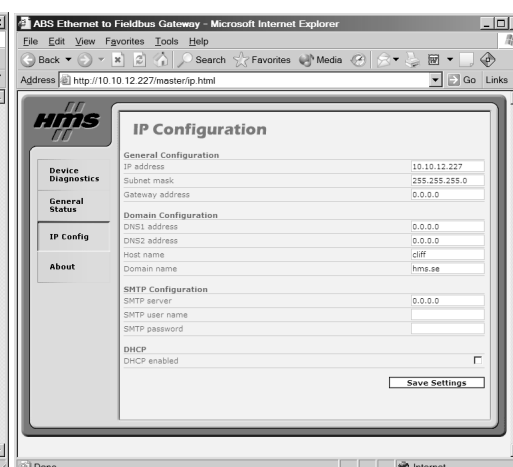 ABS Ethernet to Fieldbus Gateway - Microsoft Internet Explorer
File Edit View Favorites Tools Help
Back Search Favorites Media
Address http://10.10.12.227/master/ip.html Go Links
HMS
IP Configuration
Device Diagnostics
General Status
IP Config
About
General Configuration
IP address 10.10.12.227
Subnet mask 255.255.255.0
Gateway address 0.0.0.0
Domain Configuration
DNS1 address 0.0.0.0
DNS2 address 0.0.0.0
Host name cliff
Domain name hms.se
SMTP Configuration
SMTP server 0.0.0.0
SMTP user name
SMTP password
DHCP
DHCP enabled
Save Settings
Done Internet